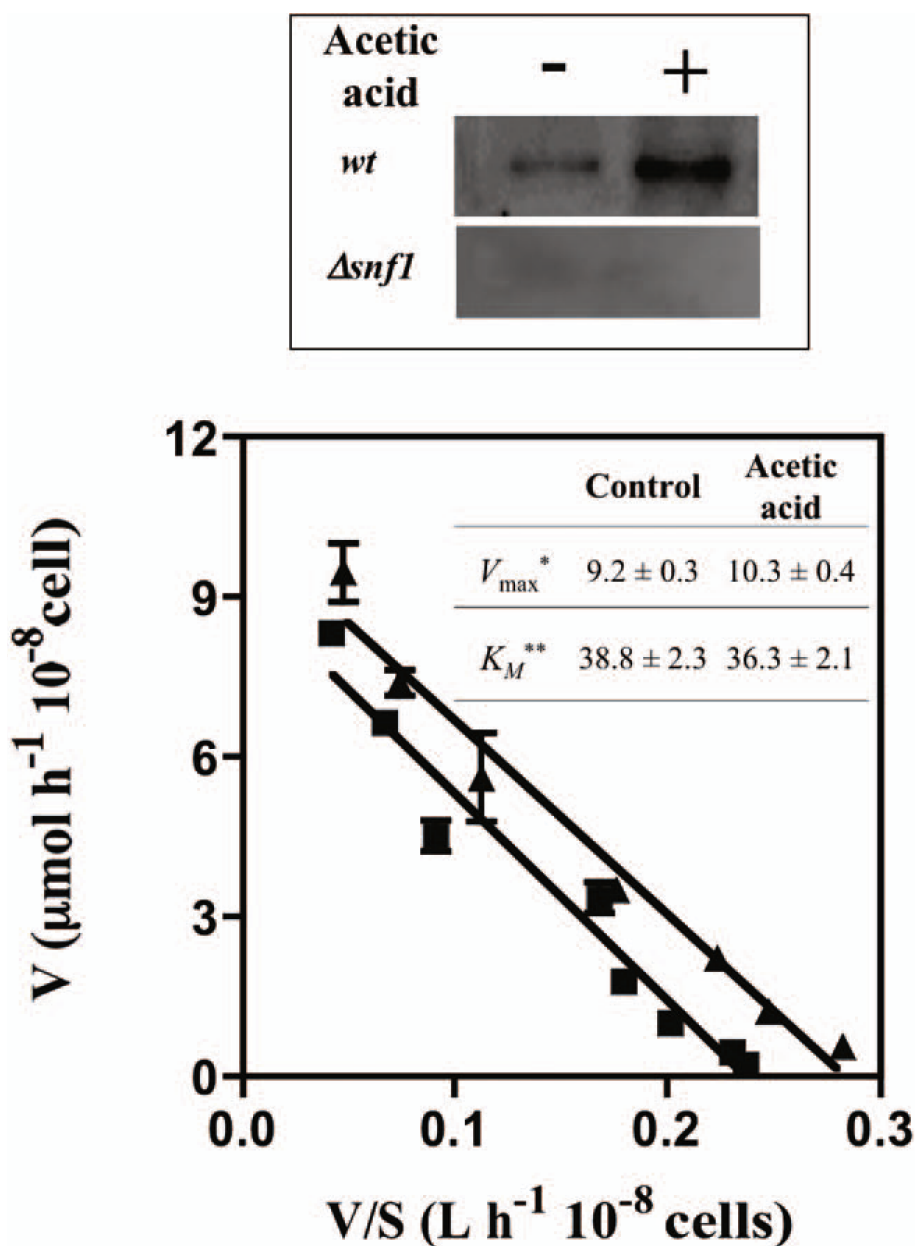 Acetic acid - +
wt
Δsnf1
12
9
6
3
0
V (μmol h⁻¹ 10⁻⁸ cell)
Control Acetic acid
Vmax* 9.2 ± 0.3 10.3 ± 0.4
KM** 38.8 ± 2.3 36.3 ± 2.1
0.0 0.1 0.2 0.3
V/S (L h⁻¹ 10⁻⁸ cells)